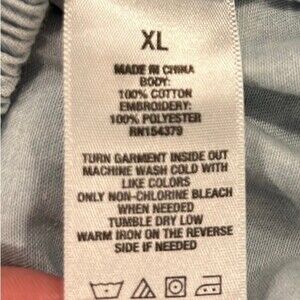 XL
MADE IN CHINA
BODY:
100% COTTON
EMBROIDERY:
100% POLYESTER
RN154379
TURN GARMENT INSIDE OUT
MACHINE WASH COLD WITH
LIKE COLORS
ONLY NON-CHLORINE BLEACH
WHEN NEEDED
TUMBLE DRY LOW
WARM IRON ON THE REVERSE
SIDE IF NEEDED